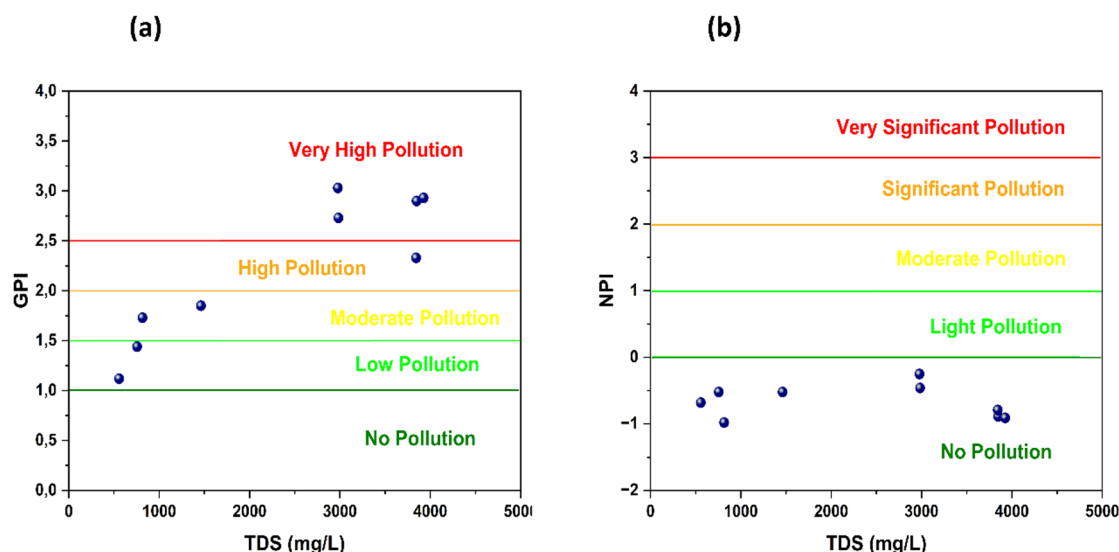 (a)
4,0
3,5
3,0
2,5
2,0
1,5
1,0
0,5
0,0
GPI
Very High Pollution
High Pollution
Moderate Pollution
Low Pollution
No Pollution
0 1000 2000 3000 4000 5000
TDS (mg/L)
(b)
4
3
2
1
0
−1
−2
NPI
Very Significant Pollution
Significant Pollution
Moderate Pollution
Light Pollution
No Pollution
0 1000 2000 3000 4000 5000
TDS (mg/L)